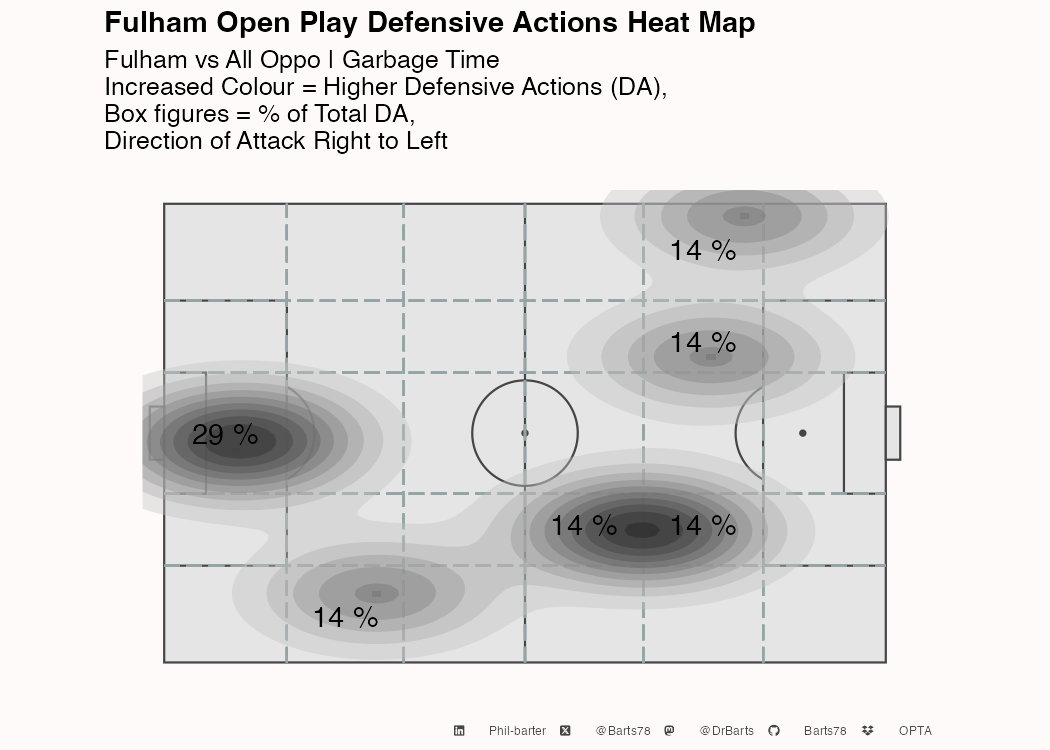 Fulham Open Play Defensive Actions Heat Map
Fulham vs All Oppo | Garbage Time
Increased Colour = Higher Defensive Actions (DA),
Box figures = % of Total DA,
Direction of Attack Right to Left
14 %
14 %
29 %
14 % 14 %
14 %
Phil-barter @Barts78 @DrBarts Barts78 OPTA